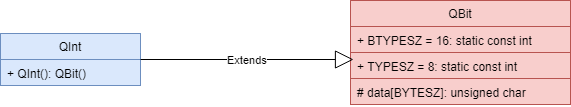 QInt
+ QInt(): QBit()
Extends
QBit
+ BTYPESZ = 16: static const int
+ TYPESZ = 8: static const int
# data[BYTESZ]: unsigned char